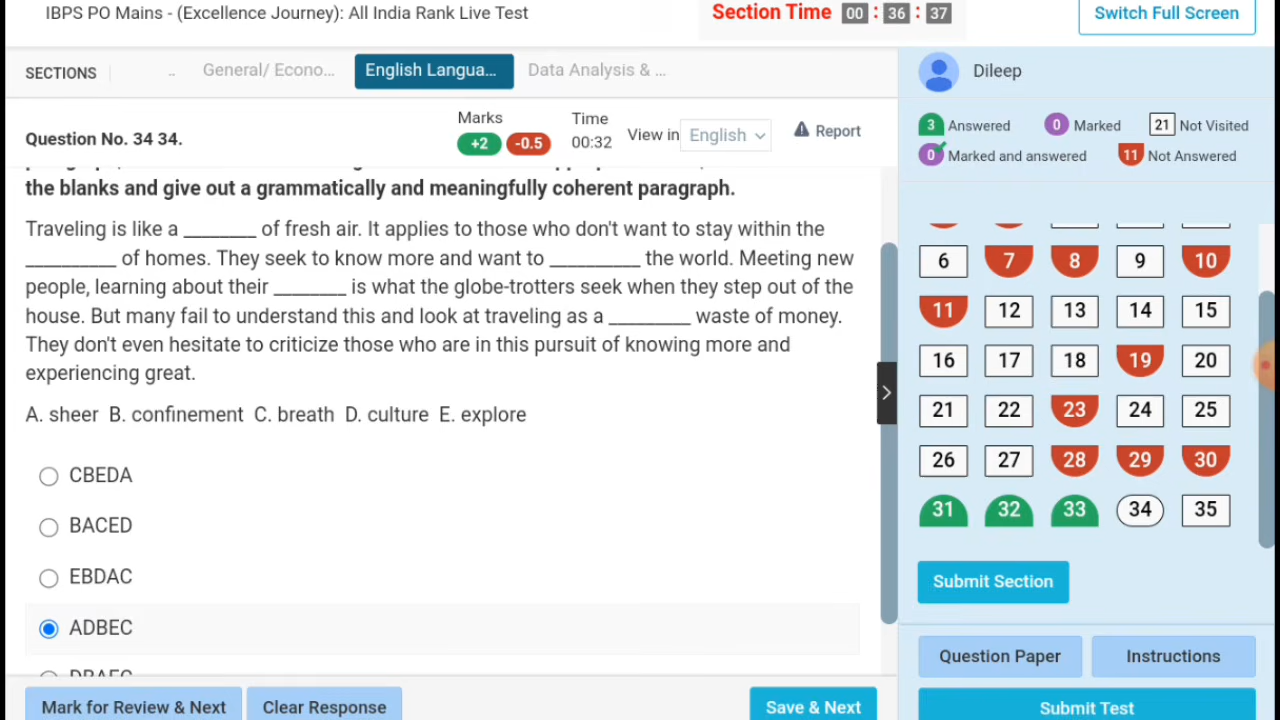 IBPS PO Mains - (Excellence Journey): All India Rank Live Test
Section Time 00 : 36 : 37
Switch Full Screen
SECTIONS
..
General/ Econo...
English Langua...
Data Analysis & ...
Dileep
Question No. 34 34.
Marks
+2 -0.5
Time
00:32
View in English
Report
3 Answered
0 Marked
21 Not Visited
0 Marked and answered
11 Not Answered
the blanks and give out a grammatically and meaningfully coherent paragraph.
Traveling is like a ________ of fresh air. It applies to those who don't want to stay within the
__________ of homes. They seek to know more and want to __________ the world. Meeting new
people, learning about their ________ is what the globe-trotters seek when they step out of the
house. But many fail to understand this and look at traveling as a _________ waste of money.
They don't even hesitate to criticize those who are in this pursuit of knowing more and
experiencing great.
A. sheer B. confinement C. breath D. culture E. explore
CBEDA
BACED
EBDAC
ADBEC
>
6 7 8 9 10
11 12 13 14 15
16 17 18 19 20
21 22 23 24 25
26 27 28 29 30
31 32 33 34 35
Submit Section
Question Paper
Instructions
Mark for Review & Next
Clear Response
Save & Next
Submit Test